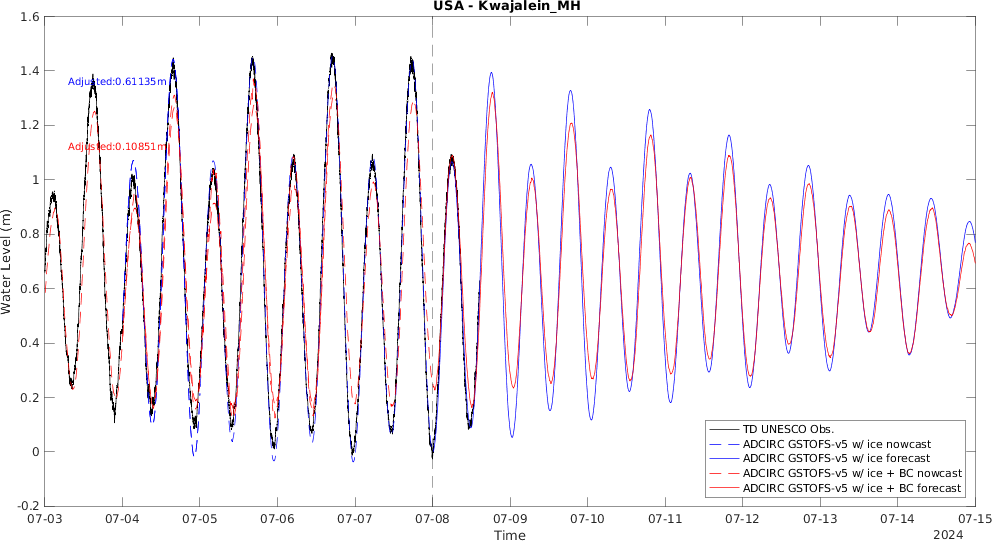 USA - Kwajalein_MH
1.6
1.4
1.2
1
0.8
0.6
0.4
0.2
0
-0.2
Water Level (m)
Adjusted:0.61135m
Adjusted:0.10851m
TD UNESCO Obs.
ADCIRC GSTOFS-v5 w/ ice nowcast
ADCIRC GSTOFS-v5 w/ ice forecast
ADCIRC GSTOFS-v5 w/ ice + BC nowcast
ADCIRC GSTOFS-v5 w/ ice + BC forecast
07-03 07-04 07-05 07-06 07-07 07-08 07-09 07-10 07-11 07-12 07-13 07-14 07-15
Time
2024